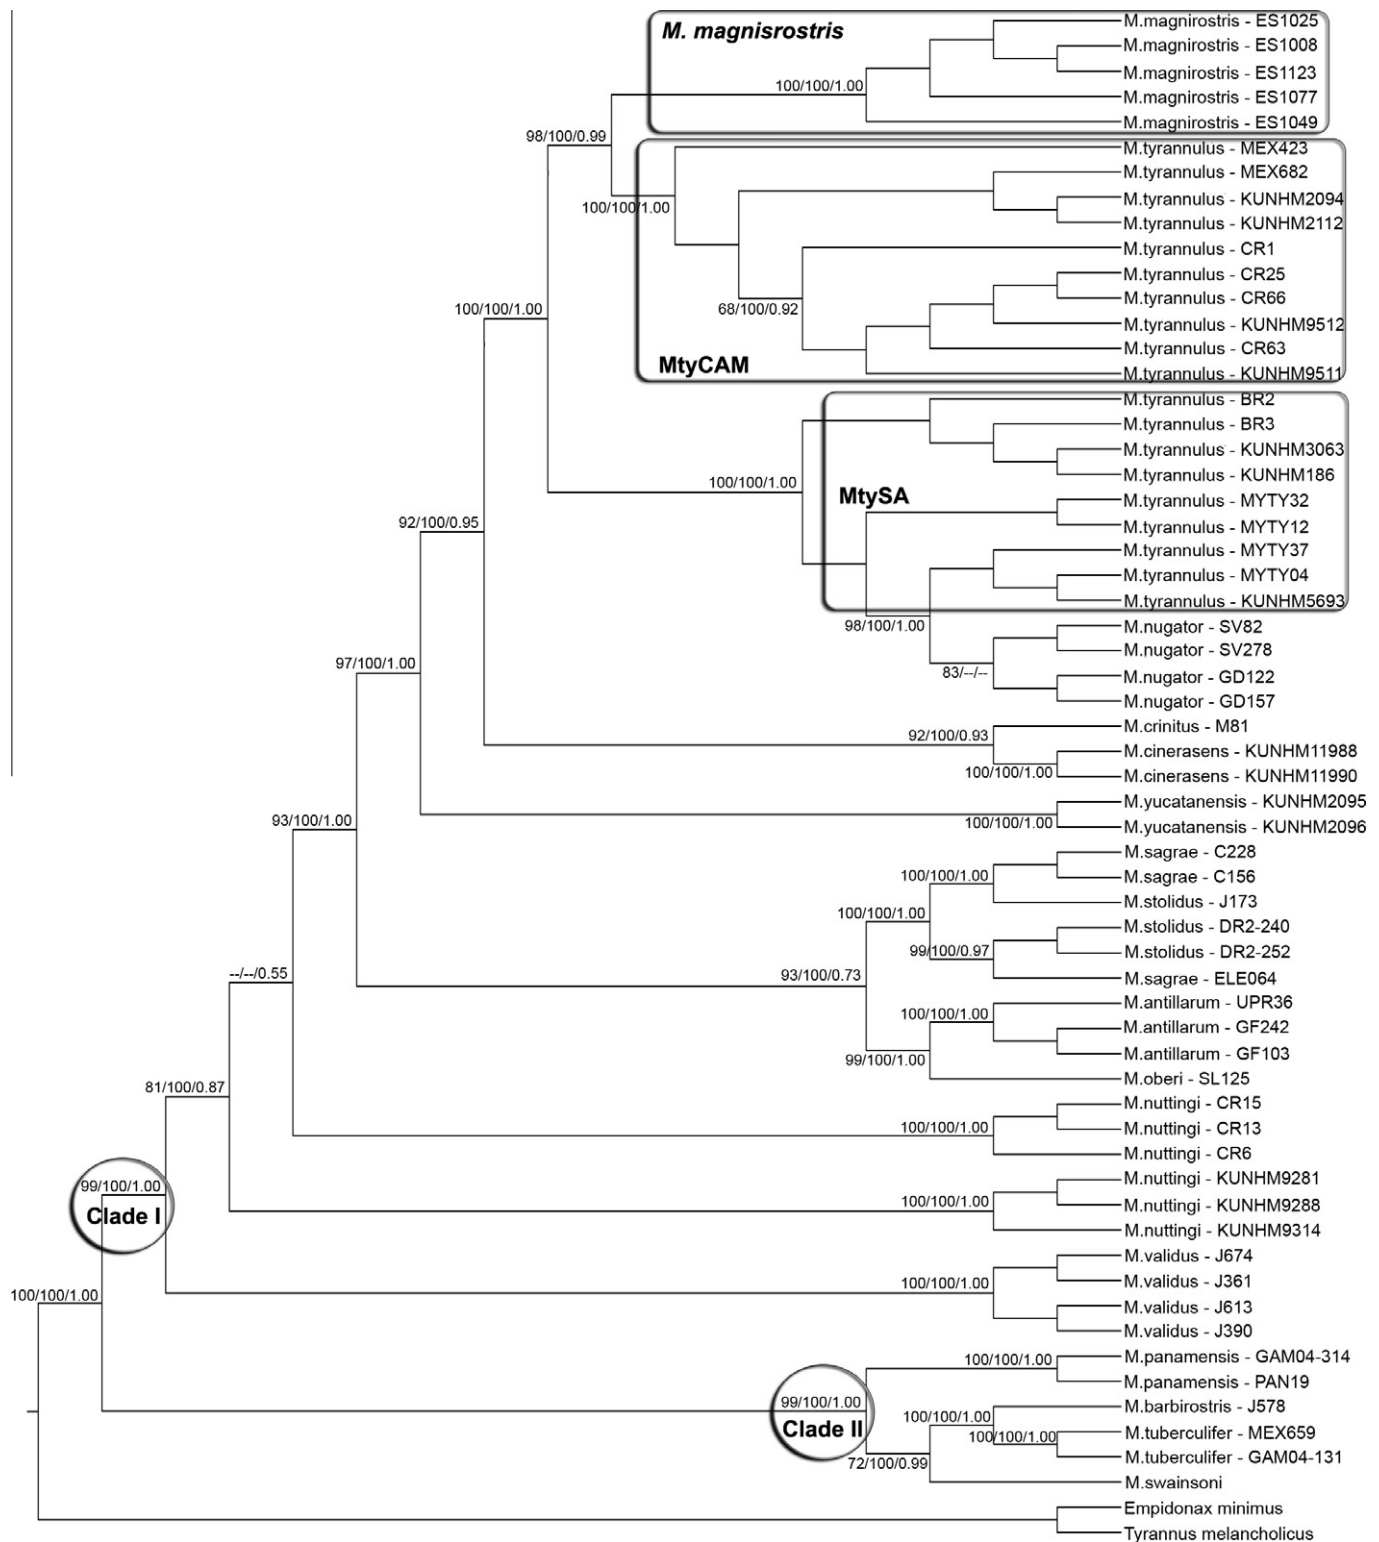 M. magnisrostris
M.magnirostris - ES1025
M.magnirostris - ES1008
M.magnirostris - ES1123
100/100/1.00
M.magnirostris - ES1077
M.magnirostris - ES1049
98/100/0.99
M.tyrannulus - MEX423
M.tyrannulus - MEX682
M.tyrannulus - KUNHM2094
100/100/1.00
M.tyrannulus - KUNHM2112
M.tyrannulus - CR1
M.tyrannulus - CR25
M.tyrannulus - CR66
100/100/1.00
68/100/0.92
M.tyrannulus - KUNHM9512
M.tyrannulus - CR63
MtyCAM
M.tyrannulus - KUNHM9511
M.tyrannulus - BR2
M.tyrannulus - BR3
M.tyrannulus - KUNHM3063
M.tyrannulus - KUNHM186
100/100/1.00
MtySA
M.tyrannulus - MYTY32
92/100/0.95
M.tyrannulus - MYTY12
M.tyrannulus - MYTY37
M.tyrannulus - MYTY04
M.tyrannulus - KUNHM5693
98/100/1.00
M.nugator - SV82
M.nugator - SV278
97/100/1.00
83/--/--
M.nugator - GD122
M.nugator - GD157
M.crinitus - M81
92/100/0.93
M.cinerasens - KUNHM11988
100/100/1.00
M.cinerasens - KUNHM11990
M.yucatanensis - KUNHM2095
93/100/1.00
100/100/1.00
M.yucatanensis - KUNHM2096
M.sagrae - C228
100/100/1.00
M.sagrae - C156
M.stolidus - J173
100/100/1.00
M.stolidus - DR2-240
99/100/0.97
M.stolidus - DR2-252
--/--/0.55
93/100/0.73
M.sagrae - ELE064
M.antillarum - UPR36
100/100/1.00
M.antillarum - GF242
M.antillarum - GF103
99/100/1.00
M.oberi - SL125
81/100/0.87
M.nuttingi - CR15
100/100/1.00
M.nuttingi - CR13
M.nuttingi - CR6
99/100/1.00
M.nuttingi - KUNHM9281
100/100/1.00
M.nuttingi - KUNHM9288
Clade I
M.nuttingi - KUNHM9314
M.validus - J674
100/100/1.00
M.validus - J361
100/100/1.00
M.validus - J613
M.validus - J390
100/100/1.00
M.panamensis - GAM04-314
M.panamensis - PAN19
99/100/1.00
M.barbirostris - J578
100/100/1.00
Clade II
100/100/1.00
M.tuberculifer - MEX659
M.tuberculifer - GAM04-131
72/100/0.99
M.swainsoni
Empidonax minimus
Tyrannus melancholicus